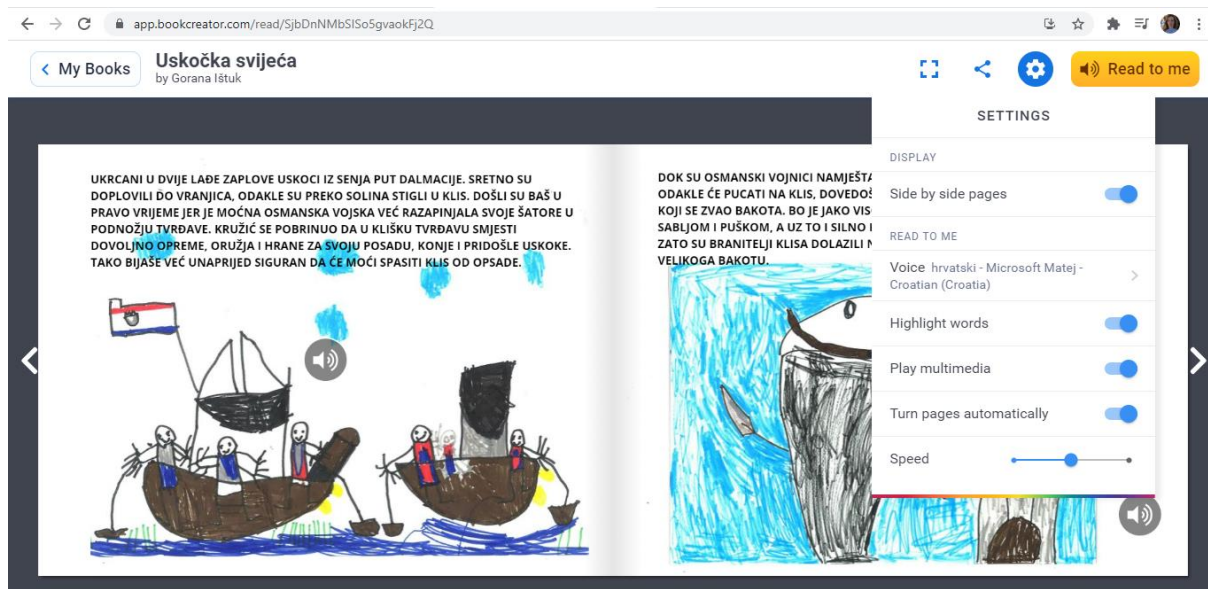 app.bookcreator.com/read/SjbDnNMbSISo5gvaokFj2Q
My Books
Uskočka svijeća
by Gorana Ištuk
Read to me
UKRCANI U DVIJE LAĐE ZAPLOVE USKOCI IZ SENJA PUT DALMACIJE. SRETNO SU
DOPLOVILI DO VRANJICA, ODAKLE SU PREKO SOLINA STIGLI U KLIS. DOŠLI SU BAŠ U
PRAVO VRIJEME JER JE MOĆNA OSMANSKA VOJSKA VEĆ RAZAPINJALA SVOJE ŠATORE U
PODNOŽJU TVRĐAVE. KRUŽIĆ SE POBRINUO DA U KLIŠKU TVRĐAVU SMJESTI
DOVOLJNO OPREME, ORUŽJA I HRANE ZA SVOJU POSADU, KONJE I PRIDOŠLE USKOKE.
TAKO BIJAŠE VEĆ UNAPRIJED SIGURAN DA ĆE MOĆI SPASITI KLIS OD OPSADE.
DOK SU OSMANSKI VOJNICI NAMJEŠTA
ODAKLE ĆE PUCATI NA KLIS, DOVEDOŠ
KOJI SE ZVAO BAKOTA. BO JE JAKO VIS
SABLJOM I PUŠKOM, A UZ TO I SILNO
ZATO SU BRANITELJI KLISA DOLAZILI
VELIKOGA BAKOTU.
SETTINGS
DISPLAY
Side by side pages
READ TO ME
Voice hrvatski - Microsoft Matej -
Croatian (Croatia)
Highlight words
Play multimedia
Turn pages automatically
Speed